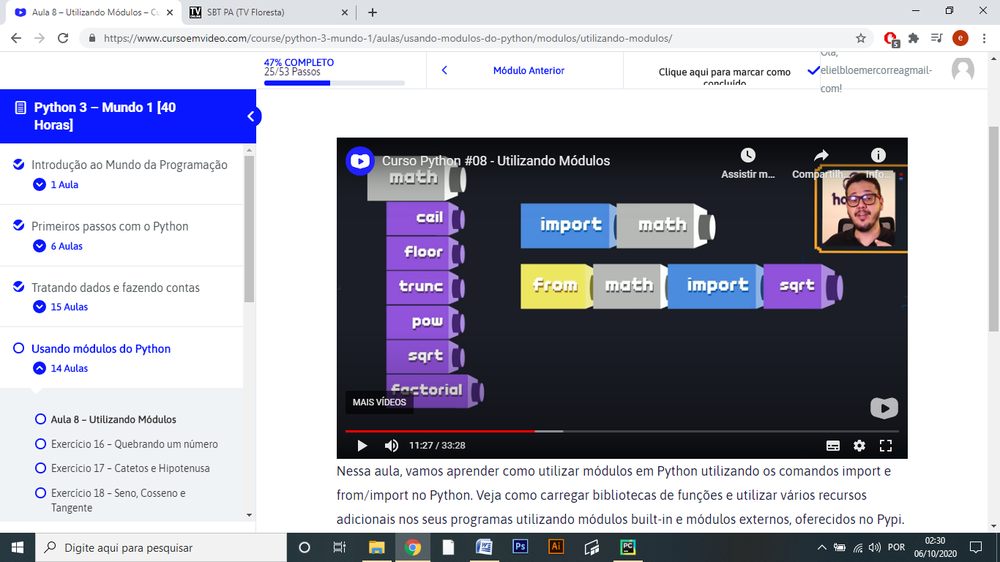 Aula 8 – Utilizando Módulos – Cu
SBT PA (TV Floresta)
https://www.cursoemvideo.com/course/python-3-mundo-1/aulas/usando-modulos-do-python/modulos/utilizando-modulos/
5
e
47% COMPLETO
25/53 Passos
Módulo Anterior
Clique aqui para marcar como
concluído
Olá,
elielbloemercorreagmail-
com!
Python 3 – Mundo 1 [40
Horas]
Introdução ao Mundo da Programação
1 Aula
Primeiros passos com o Python
6 Aulas
Tratando dados e fazendo contas
15 Aulas
Usando módulos do Python
14 Aulas
Aula 8 – Utilizando Módulos
Exercício 16 – Quebrando um número
Exercício 17 – Catetos e Hipotenusa
Exercício 18 – Seno, Cosseno e
Tangente
Curso Python #08 - Utilizando Módulos
Assistir m...
Compartilh...
Info...
math
ceil
floor
trunc
pow
sqrt
factorial
import math
from math import sqrt
MAIS VÍDEOS
11:27 / 33:28
Nessa aula, vamos aprender como utilizar módulos em Python utilizando os comandos import e
from/import no Python. Veja como carregar bibliotecas de funções e utilizar vários recursos
adicionais nos seus programas utilizando módulos built-in e módulos externos, oferecidos no Pypi.
Digite aqui para pesquisar
W
Ps
Ai
PC
POR
02:30
06/10/2020